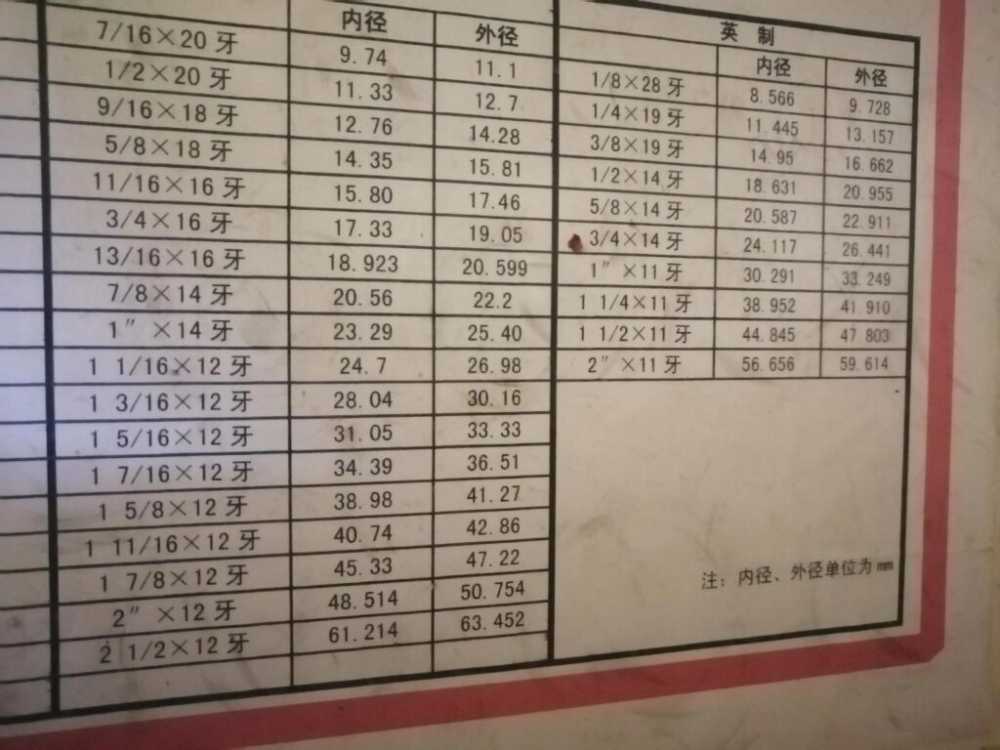 内径 外径
7/16×20 牙 9.74 11.1
1/2×20 牙 11.33 12.7
9/16×18 牙 12.76 14.28
5/8×18 牙 14.35 15.81
11/16×16 牙 15.80 17.46
3/4×16 牙 17.33 19.05
13/16×16 牙 18.923 20.599
7/8×14 牙 20.56 22.2
1″ ×14 牙 23.29 25.40
1 1/16×12 牙 24.7 26.98
1 3/16×12 牙 28.04 30.16
1 5/16×12 牙 31.05 33.33
1 7/16×12 牙 34.39 36.51
1 5/8×12 牙 38.98 41.27
1 11/16×12 牙 40.74 42.86
1 7/8×12 牙 45.33 47.22
2″ ×12 牙 48.514 50.754
2 1/2×12 牙 61.214 63.452
英 制
内径 外径
1/8×28 牙 8.566 9.728
1/4×19 牙 11.445 13.157
3/8×19 牙 14.95 16.662
1/2×14 牙 18.631 20.955
5/8×14 牙 20.587 22.911
3/4×14 牙 24.117 26.441
1″ ×11 牙 30.291 33.249
1 1/4×11 牙 38.952 41.910
1 1/2×11 牙 44.845 47.803
2″ ×11 牙 56.656 59.614
注：内径、外径单位为 mm